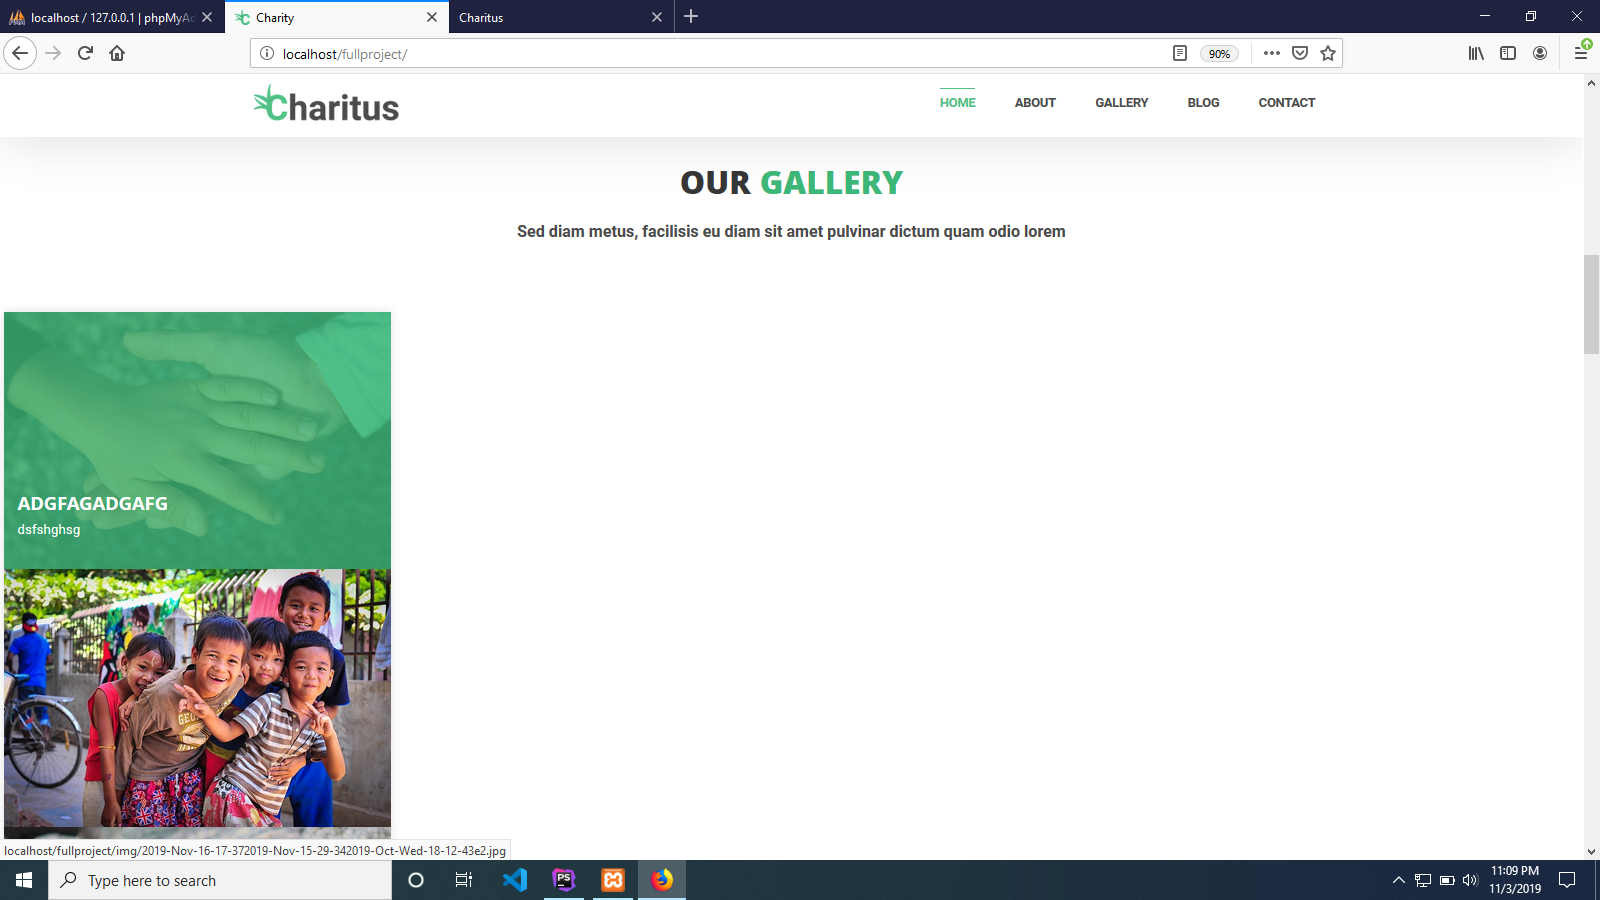 localhost / 127.0.0.1 | phpMyAd
Charity
Charitus
localhost/fullproject/
90%
Charitus
HOME
ABOUT
GALLERY
BLOG
CONTACT
OUR GALLERY
Sed diam metus, facilisis eu diam sit amet pulvinar dictum quam odio lorem
ADGFAGADGAFG
dsfshghsg
localhost/fullproject/img/2019-Nov-16-17-372019-Nov-15-29-342019-Oct-Wed-18-12-43e2.jpg
Type here to search
PS
11:09 PM
11/3/2019